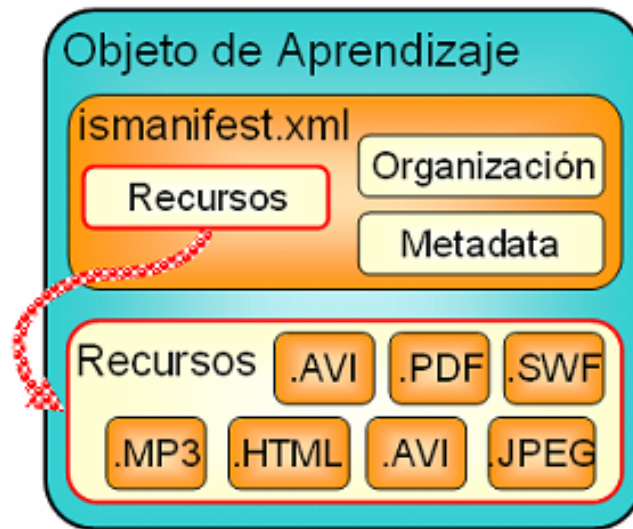 Objeto de Aprendizaje
ismanifest.xml
Recursos
Organización
Metadata
Recursos
.AVI
.PDF
.SWF
.MP3
.HTML
.AVI
.JPEG